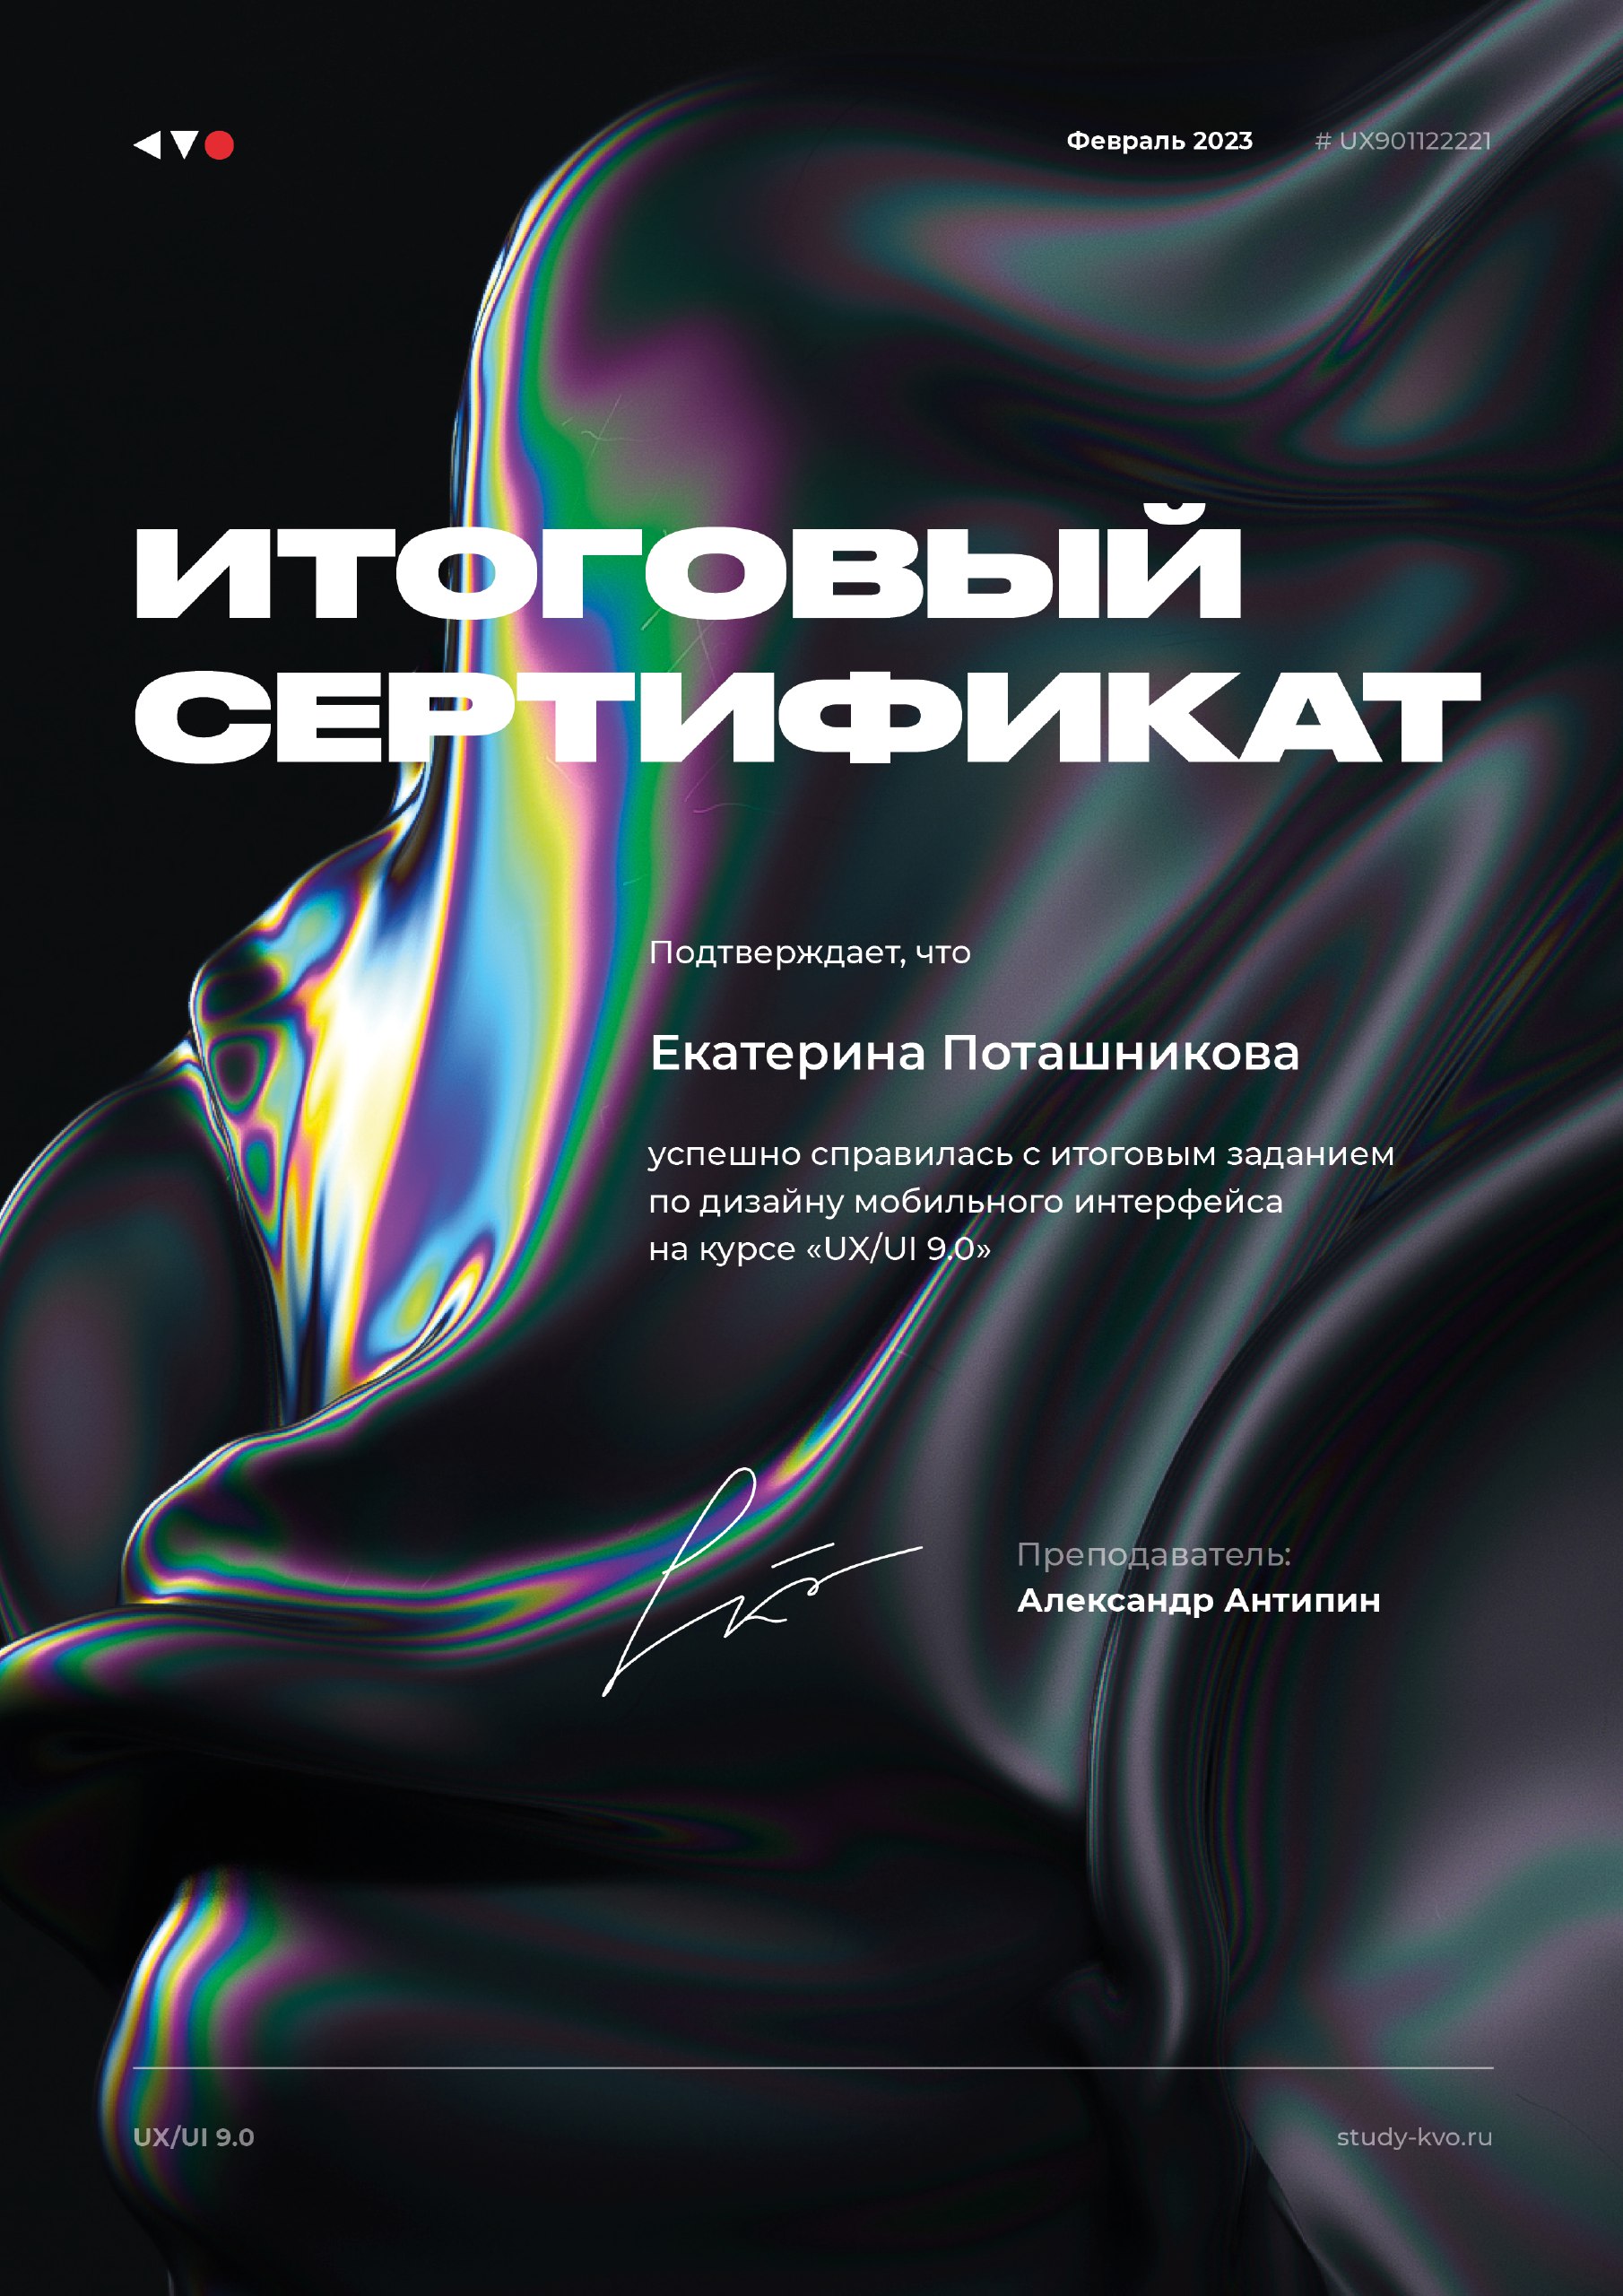 Февраль 2023 # UX901122221
ИТОГОВЫЙ
СЕРТИФИКАТ
Подтверждает, что
Екатерина Поташникова
успешно справилась с итоговым заданием
по дизайну мобильного интерфейса
на курсе «UX/UI 9.0»
Преподаватель:
Александр Антипин
UX/UI 9.0 study-kvo.ru